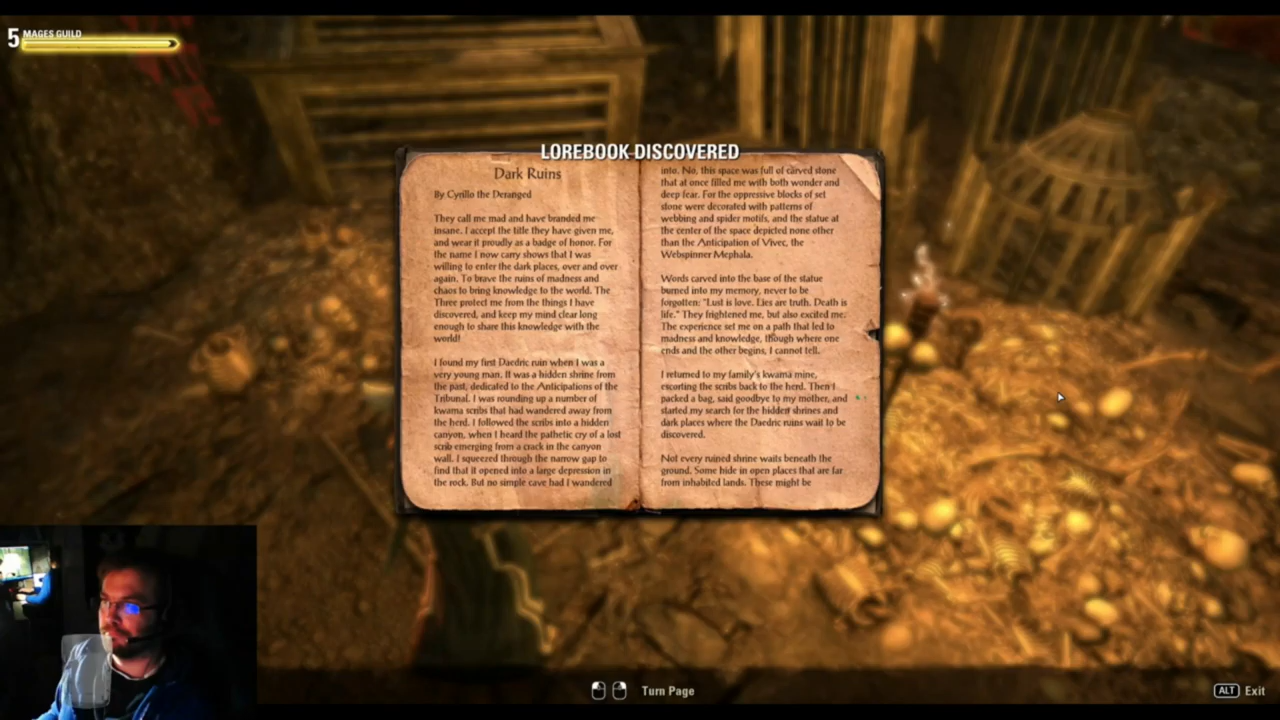 5 MAGES GUILD
LOREBOOK DISCOVERED
Dark Ruins
By Cyrillo the Deranged
They call me mad and have branded me
insane. I accept the title they have given me,
and wear it proudly as a badge of honor. For
the name I now carry shows that I was
willing to enter the dark places, over and over
again. To brave the ruins of madness and
chaos to bring knowledge to the world. The
Three protect me from the things I have
discovered, and keep my mind clear long
enough to share this knowledge with the
world!
I found my first Daedric ruin when I was a
very young man. It was a hidden shrine from
the past, dedicated to the Anticipations of the
Tribunal. I was rounding up a number of
kwama scribs that had wandered away from
the herd. I followed the scribs into a hidden
canyon, when I heard the pathetic cry of a lost
scrib emerging from a crack in the canyon
wall. I squeezed through the narrow gap to
find that it opened into a large depression in
the rock. But no simple cave had I wandered
into. No, this space was full of carved stone
that at once filled me with both wonder and
deep fear. For the oppressive blocks of set
stone were decorated with patterns of
webbing and spider motifs, and the statue at
the center of the space depicted none other
than the Anticipation of Vivec, the
Webspinner Mephala.
Words carved into the base of the statue
burned into my memory, never to be
forgotten: "Lust is love. Lies are truth. Death is
life." They frightened me, but also excited me.
The experience set me on a path that led to
madness and knowledge, though where one
ends and the other begins, I cannot tell.
I returned to my family's kwama mine,
escorting the scribs back to the herd. Then I
packed a bag, said goodbye to my mother, and
started my search for the hidden shrines and
dark places where the Daedric ruins wait to be
discovered.
Not every ruined shrine waits beneath the
ground. Some hide in open places that are far
from inhabited lands. These might be
Turn Page
ALT Exit